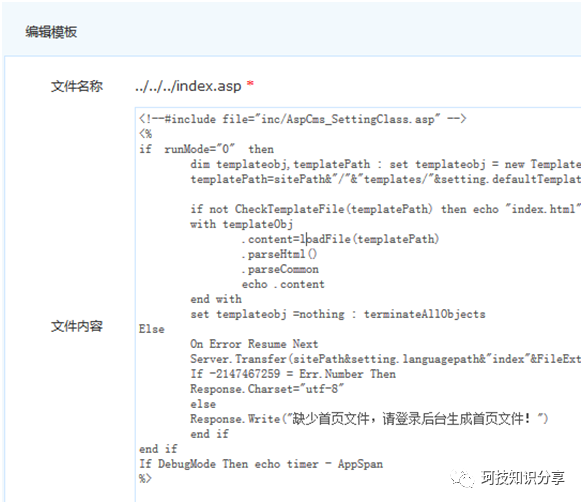 编辑模板
文件名称 ../../../index.asp *
文件内容
<!--#include file="inc/AspCms_SettingClass.asp" -->
<%
if runMode="0" then
dim templateobj,templatePath : set templateobj = new Template
templatePath=sitePath&"/"&"templates/"&setting.defaultTemplat
if not CheckTemplateFile(templatePath) then echo "index.html"
with templateObj
.content=loadFile(templatePath)
.parseHtml()
.parseCommon
echo .content
end with
set templateobj =nothing : terminateAllObjects
Else
On Error Resume Next
Server.Transfer(sitePath&setting.languagepath&"index"&FileExt
If -2147467259 = Err.Number Then
Response.Charset="utf-8"
else
Response.Write("缺少首页文件，请登录后台生成首页文件！")
end if
end if
If DebugMode Then echo timer - AppSpan
%>
珂技知识分享